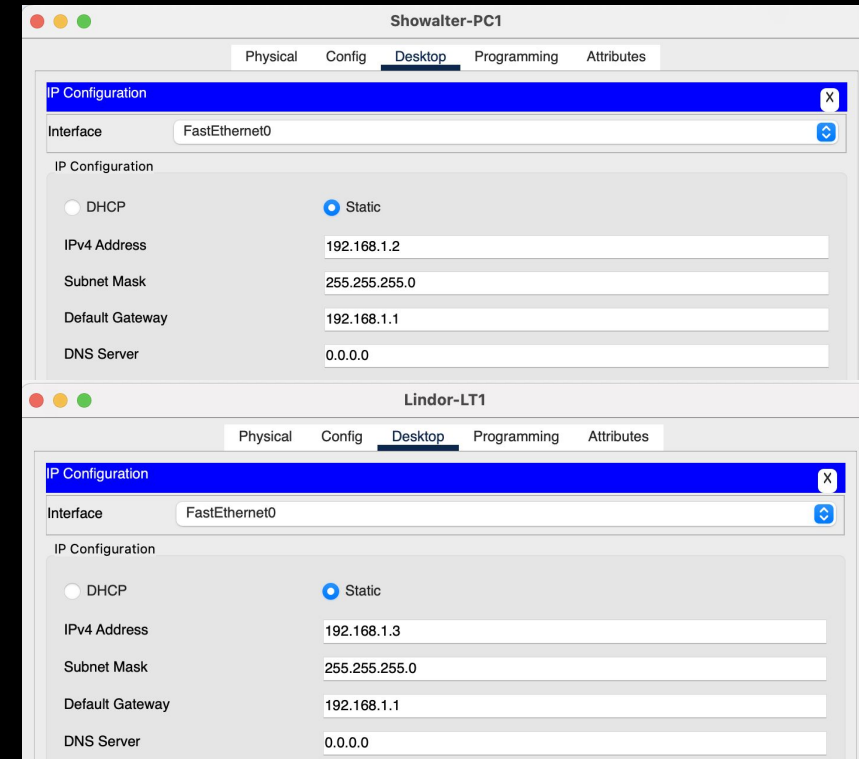 Showalter-PC1
Physical Config Desktop Programming Attributes
IP Configuration X
Interface FastEthernet0
IP Configuration
DHCP Static
IPv4 Address 192.168.1.2
Subnet Mask 255.255.255.0
Default Gateway 192.168.1.1
DNS Server 0.0.0.0
Lindor-LT1
Physical Config Desktop Programming Attributes
IP Configuration X
Interface FastEthernet0
IP Configuration
DHCP Static
IPv4 Address 192.168.1.3
Subnet Mask 255.255.255.0
Default Gateway 192.168.1.1
DNS Server 0.0.0.0